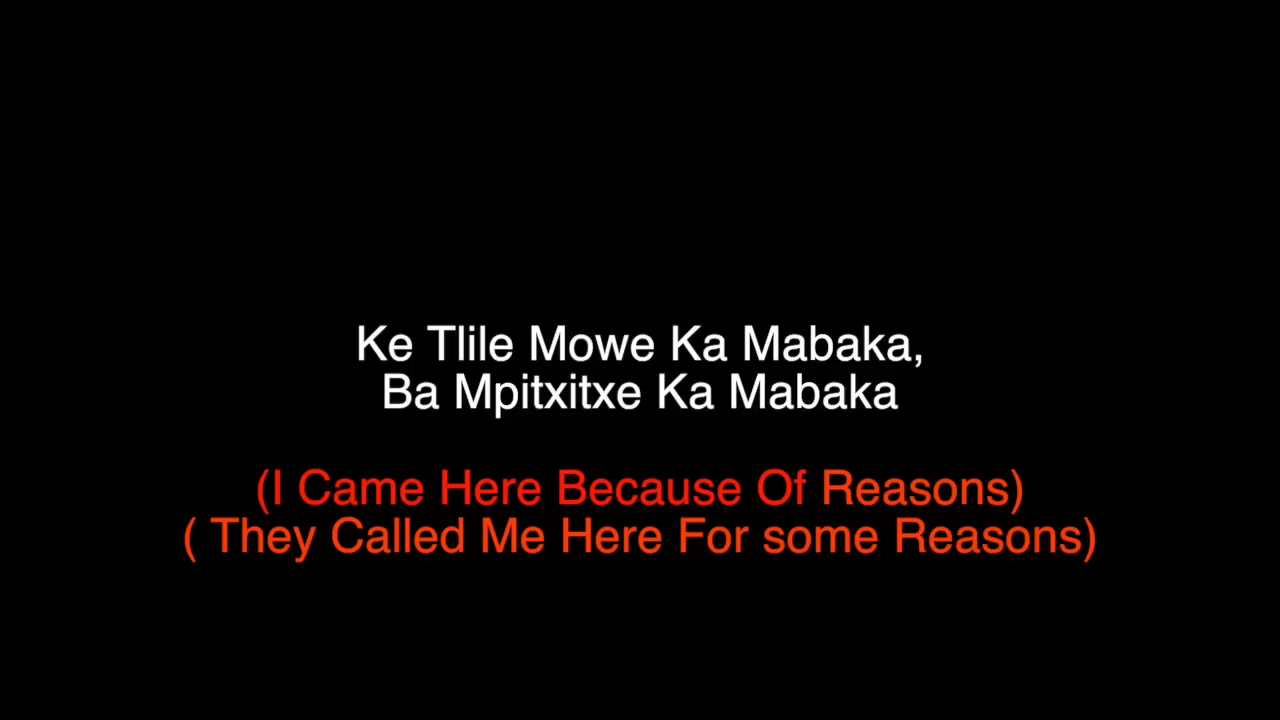 Ke Tlile Mowe Ka Mabaka,
Ba Mpitxitxe Ka Mabaka
(I Came Here Because Of Reasons)
( They Called Me Here For some Reasons)